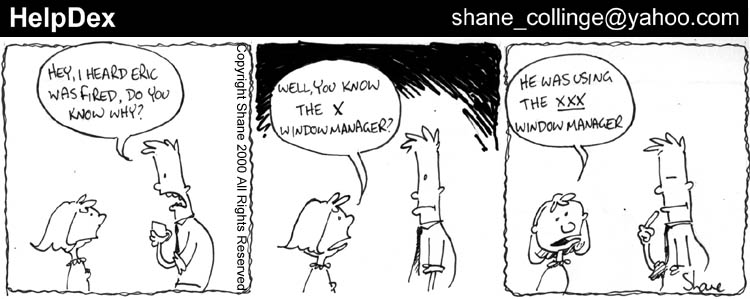 HelpDex
shane_collinge@yahoo.com
HEY, I HEARD ERIC
WAS FIRED, DO YOU
KNOW WHY?
Copyright Shane 2000 All Rights Reserved
WELL, YOU KNOW
THE X
WINDOW MANAGER?
HE WAS USING
THE XXX
WINDOW MANAGER
Shane